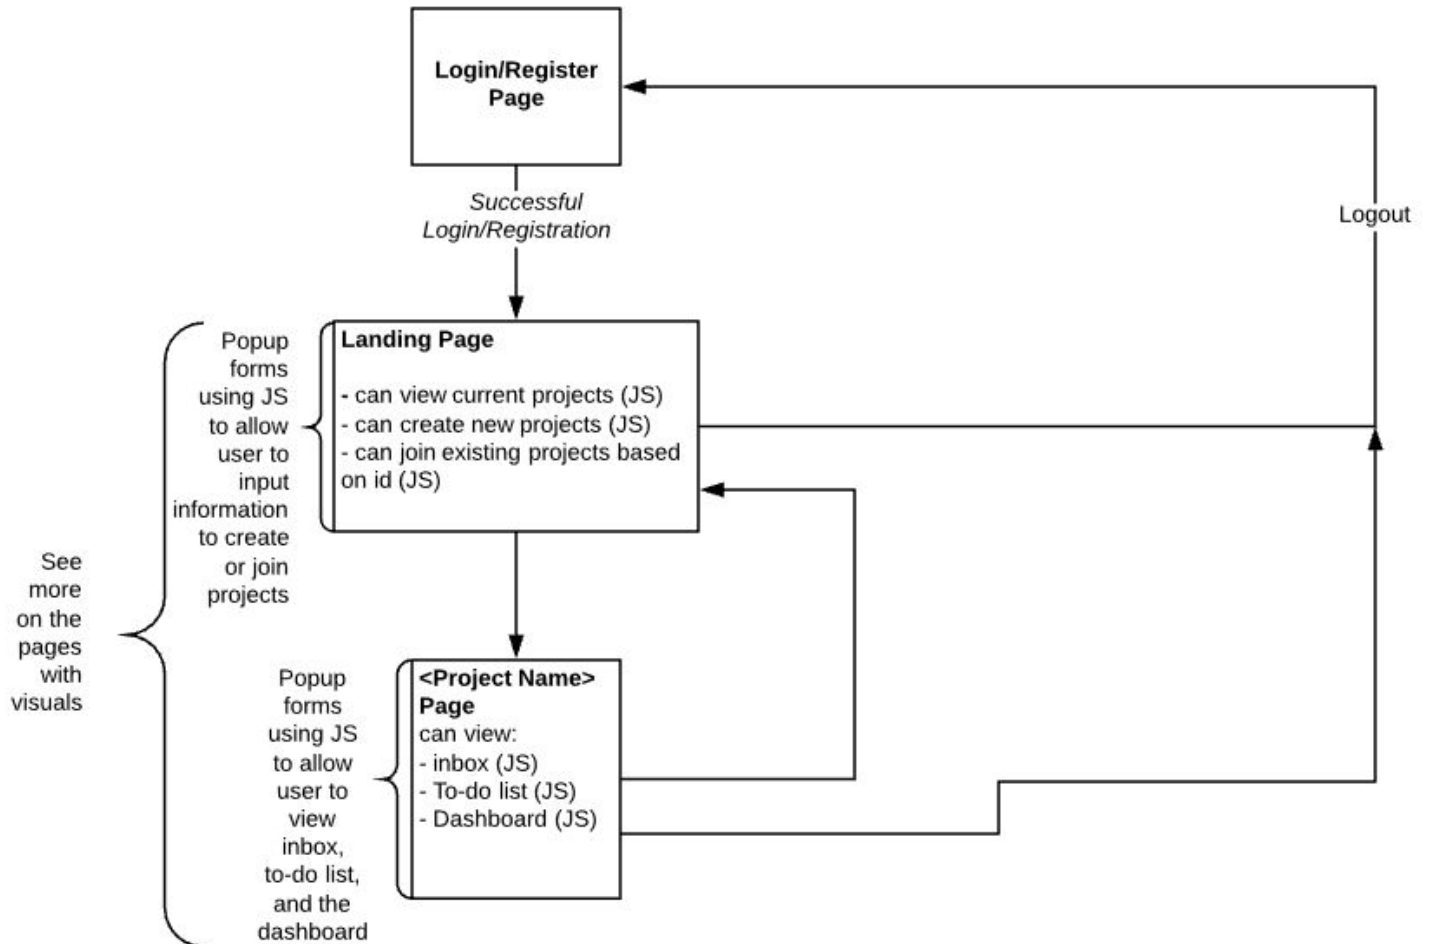 Login/Register
Page
Successful
Login/Registration
Logout
Popup
forms
using JS
to allow
user to
input
information
to create
or join
projects
Landing Page
- can view current projects (JS)
- can create new projects (JS)
- can join existing projects based
on id (JS)
See
more
on the
pages
with
visuals
Popup
forms
using JS
to allow
user to
view
inbox,
to-do list,
and the
dashboard
<Project Name>
Page
can view:
- inbox (JS)
- To-do list (JS)
- Dashboard (JS)